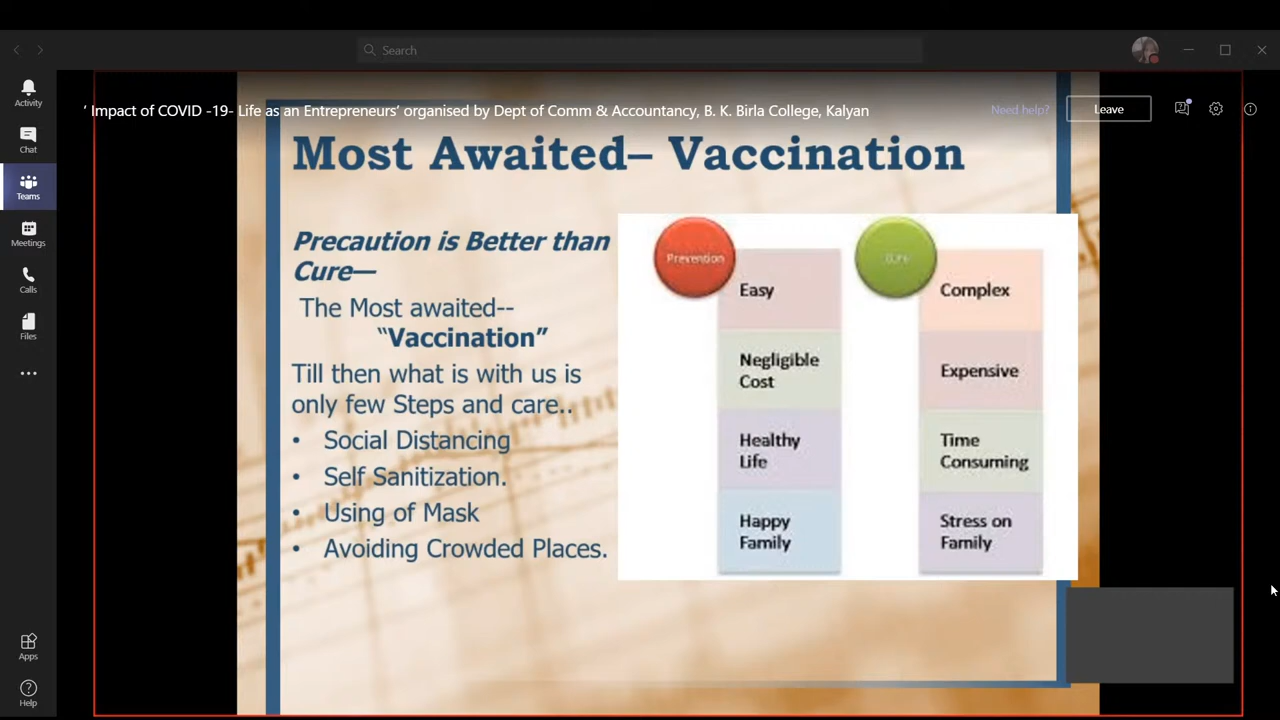 Search
Activity
Chat
Teams
Meetings
Calls
Files
Apps
Help
' Impact of COVID -19- Life as an Entrepreneurs' organised by Dept of Comm & Accountancy, B. K. Birla College, Kalyan
Need help?
Leave
Most Awaited– Vaccination
Precaution is Better than
Cure—
The Most awaited--
“Vaccination”
Till then what is with us is
only few Steps and care..
• Social Distancing
• Self Sanitization.
• Using of Mask
• Avoiding Crowded Places.
Prevention
Easy
Negligible
Cost
Healthy
Life
Happy
Family
Cure
Complex
Expensive
Time
Consuming
Stress on
Family